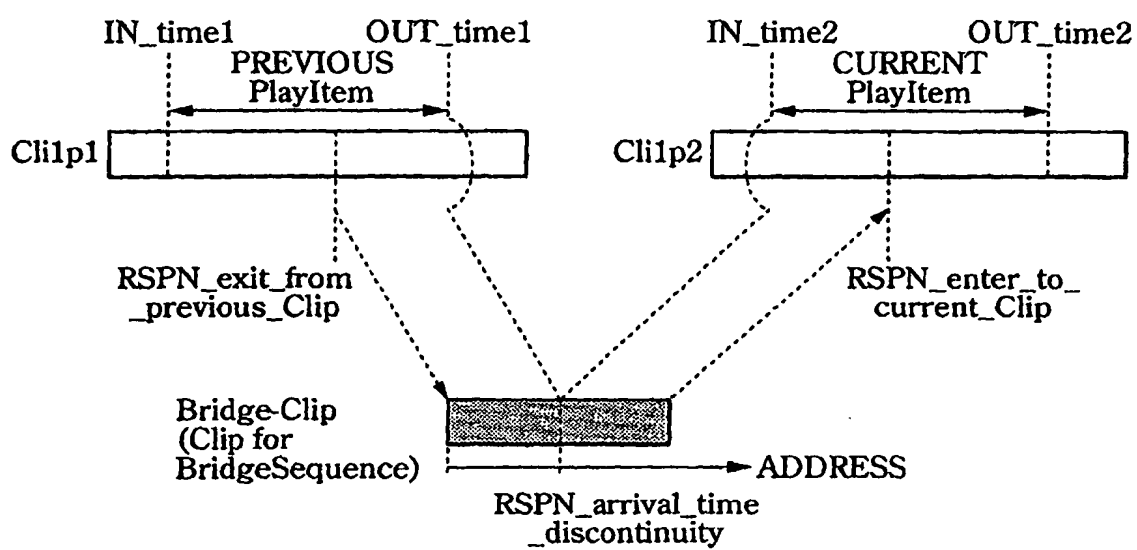 IN_time1 OUT_time1 IN_time2 OUT_time2
PREVIOUS
PlayItem
CURRENT
PlayItem
Cli1p1
Cli1p2
RSPN_exit_from
_previous_Clip
RSPN_enter_to_
current_Clip
Bridge-Clip
(Clip for
BridgeSequence)
ADDRESS
RSPN_arrival_time
_discontinuity